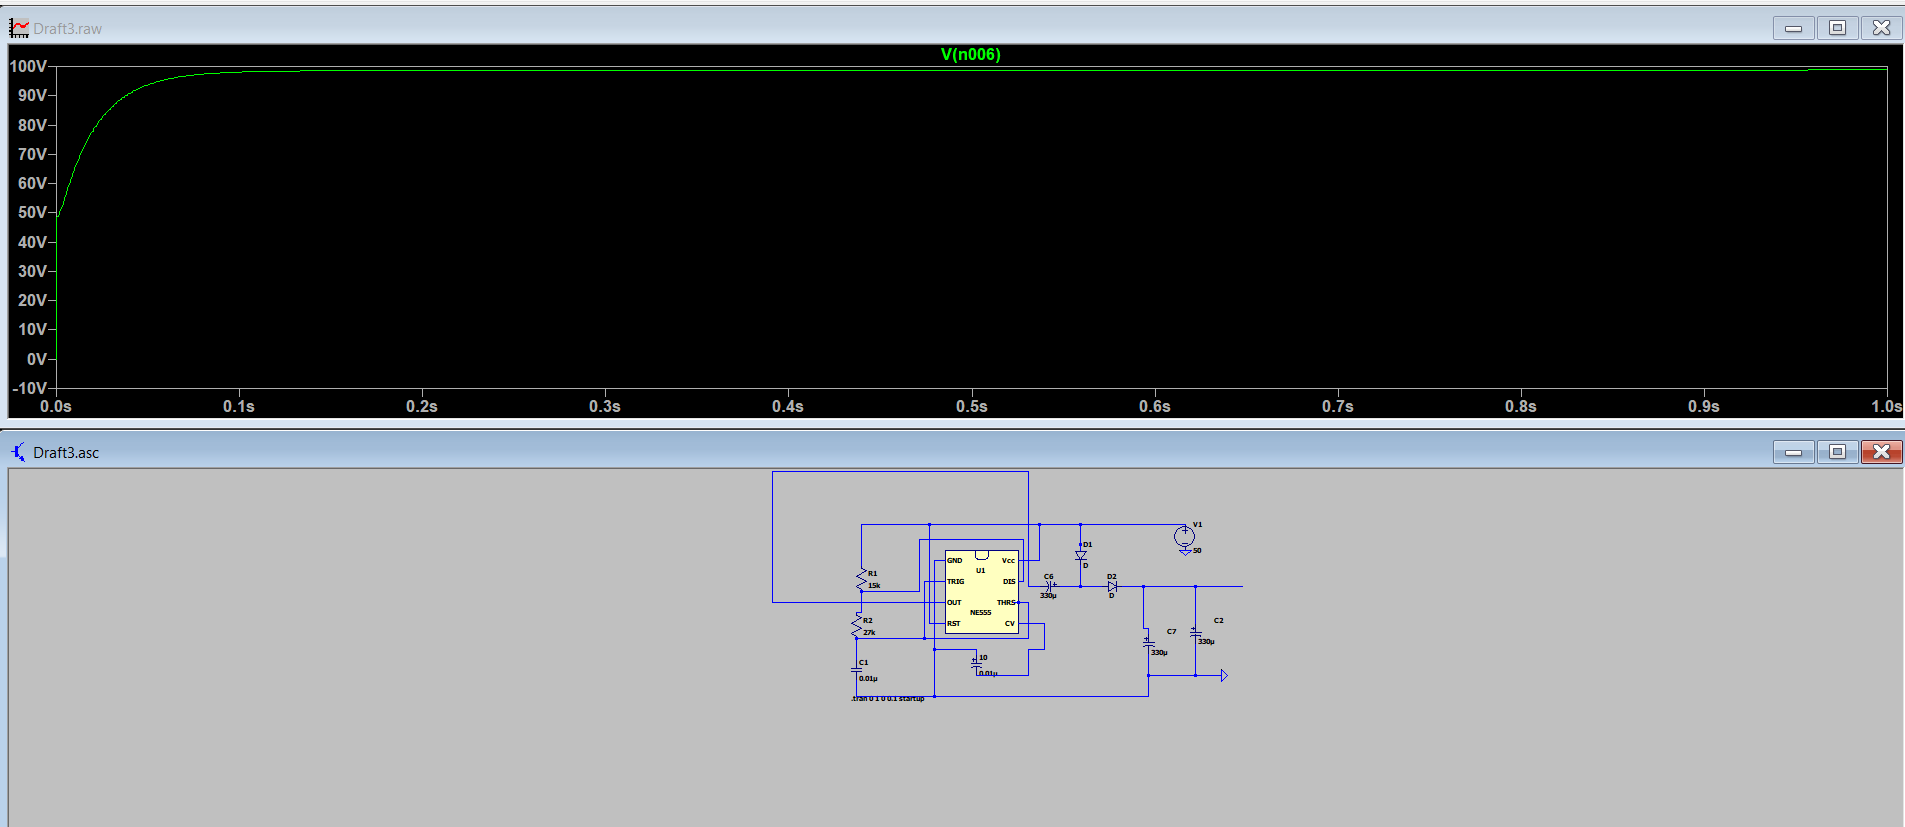 Draft3.raw
V(n006)
100V
90V
80V
70V
60V
50V
40V
30V
20V
10V
0V
-10V
0.0s 0.1s 0.2s 0.3s 0.4s 0.5s 0.6s 0.7s 0.8s 0.9s 1.0s
Draft3.asc
V1
50
D1
D
GND Vcc
U1
R1
15k
TRIG DIS
C6
330µ
D2
D
OUT THRS
NE555
R2
27k
RST CV
C2
330µ
C7
330µ
10
0.01µ
C1
0.01µ
.tran 0 1 0 0.1 startup